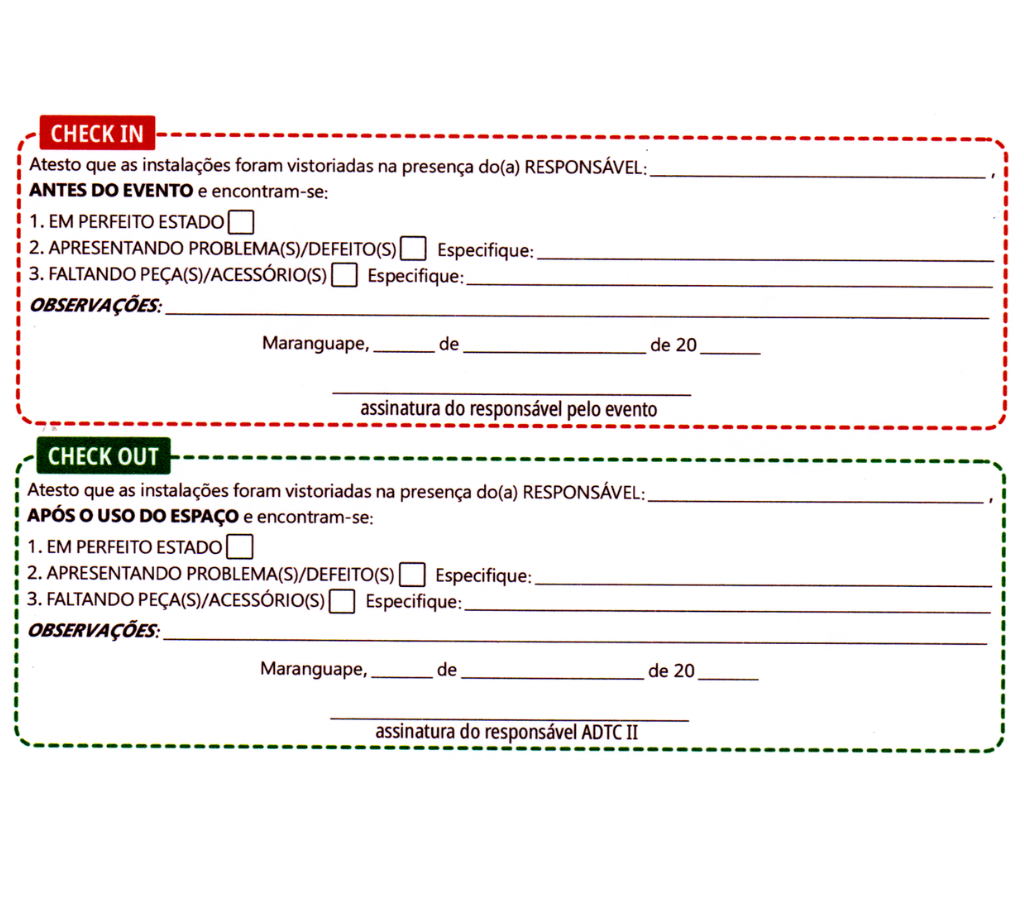 CHECK IN
Atesto que as instalações foram vistoriadas na presença do(a) RESPONSÁVEL:____________________,
ANTES DO EVENTO e encontram-se:
1. EM PERFEITO ESTADO
2. APRESENTANDO PROBLEMA(S)/DEFEITO(S) Especifique:____________________
3. FALTANDO PEÇA(S)/ACESSÓRIO(S) Especifique:____________________
OBSERVAÇÕES:____________________
Maranguape, ______ de __________________ de 20 ______
assinatura do responsável pelo evento
CHECK OUT
Atesto que as instalações foram vistoriadas na presença do(a) RESPONSÁVEL:____________________,
APÓS O USO DO ESPAÇO e encontram-se:
1. EM PERFEITO ESTADO
2. APRESENTANDO PROBLEMA(S)/DEFEITO(S) Especifique:____________________
3. FALTANDO PEÇA(S)/ACESSÓRIO(S) Especifique:____________________
OBSERVAÇÕES:____________________
Maranguape, ______ de __________________ de 20 ______
assinatura do responsável ADTC II